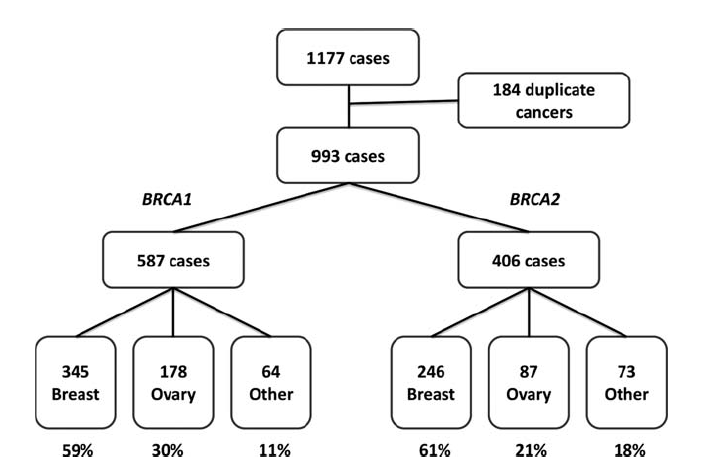 1177 cases
184 duplicate
cancers
993 cases
BRCA1
BRCA2
587 cases
406 cases
345
Breast
178
Ovary
64
Other
246
Breast
87
Ovary
73
Other
59%
30%
11%
61%
21%
18%